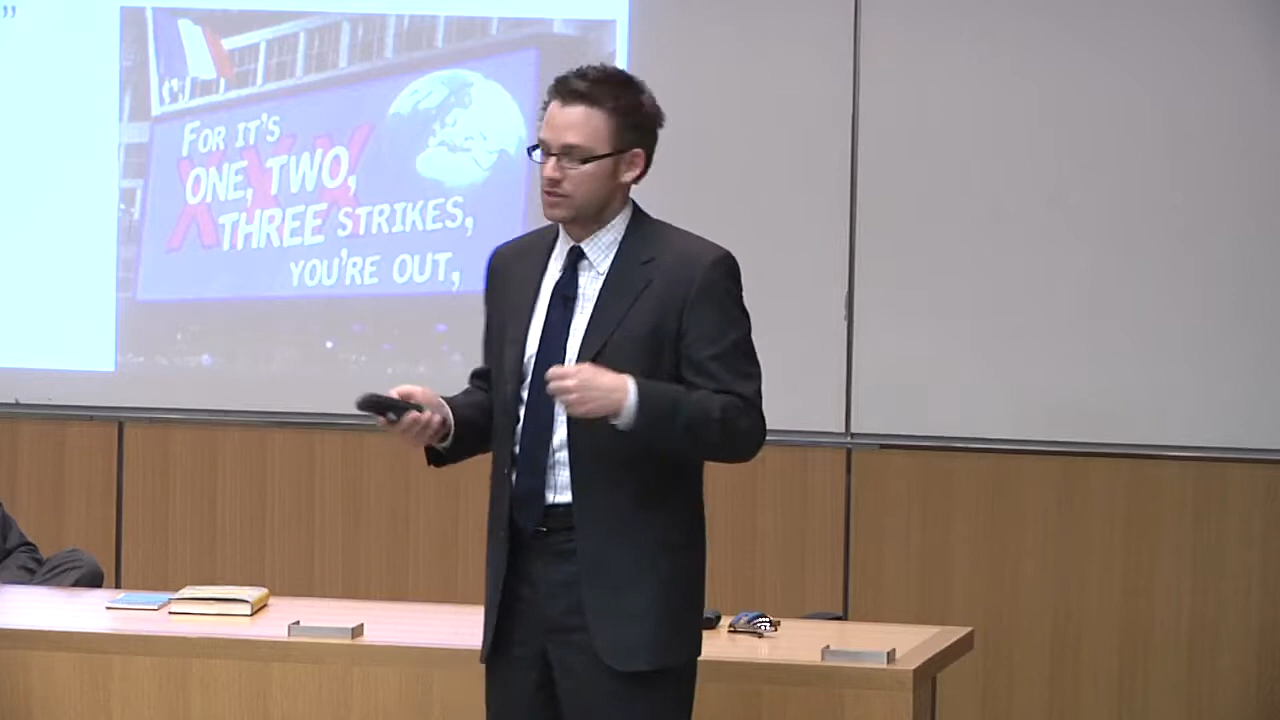 ”
FOR IT'S
ONE, TWO,
THREE STRIKES,
YOU'RE OUT,